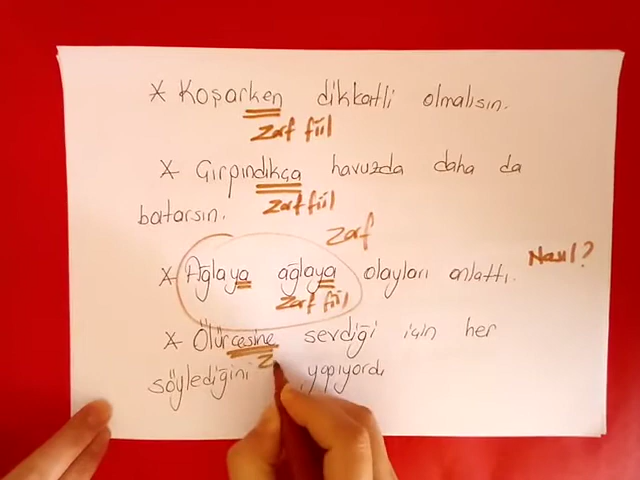 * Koşarken dikkatli olmalısın.
zarf fiil
* Çırpındıkça havuzda daha da
batarsın.
zarf fiil
zarf
* Ağlaya ağlaya olayları anlattı.
Nasıl?
zarf fiil
* Ölürcesine sevdiği için her
z
söylediğini yapıyordı